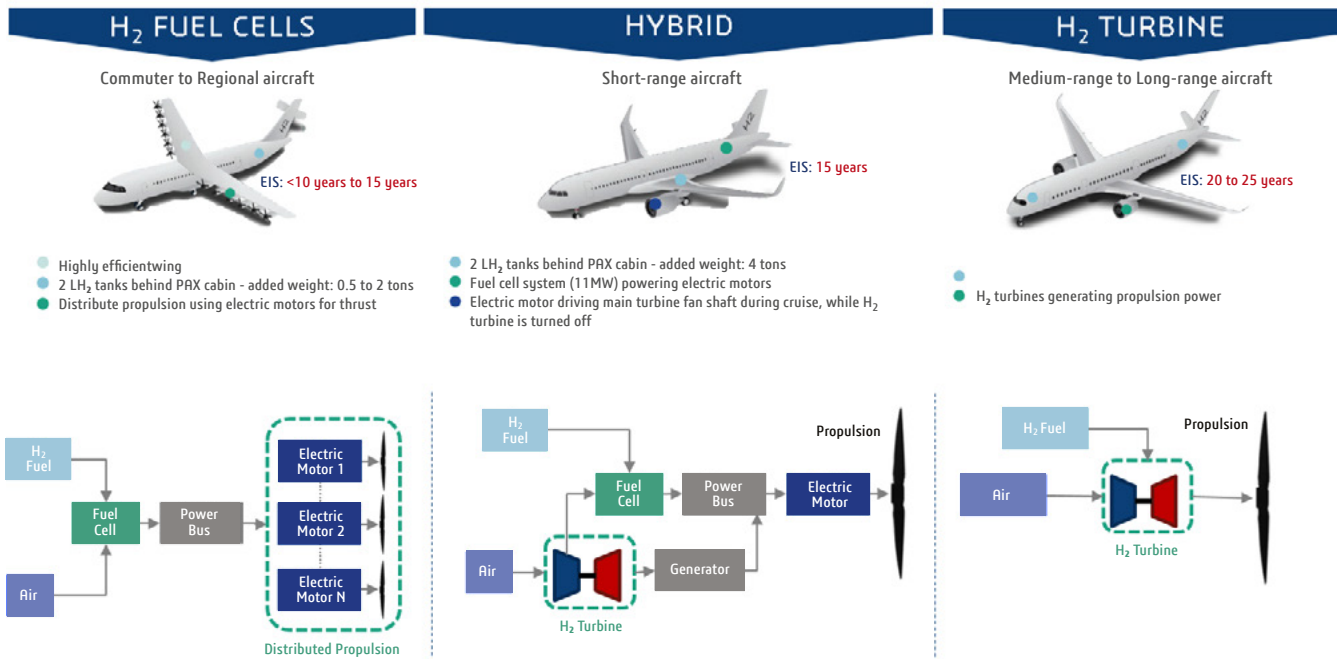 H₂ FUEL CELLS
Commuter to Regional aircraft
H2
EIS: <10 years to 15 years
Highly efficientwing
2 LH₂ tanks behind PAX cabin - added weight: 0.5 to 2 tons
Distribute propulsion using electric motors for thrust
HYBRID
Short-range aircraft
H2
EIS: 15 years
2 LH₂ tanks behind PAX cabin - added weight: 4 tons
Fuel cell system (11MW) powering electric motors
Electric motor driving main turbine fan shaft during cruise, while H₂
turbine is turned off
H₂ TURBINE
Medium-range to Long-range aircraft
H2
EIS: 20 to 25 years
H₂ turbines generating propulsion power
H₂
Fuel
Air
Fuel
Cell
Power
Bus
Electric
Motor 1
Electric
Motor 2
Electric
Motor N
Distributed Propulsion
H₂
Fuel
Air
Fuel
Cell
Power
Bus
Electric
Motor
Generator
H₂ Turbine
Propulsion
H₂ Fuel
Air
H₂ Turbine
Propulsion